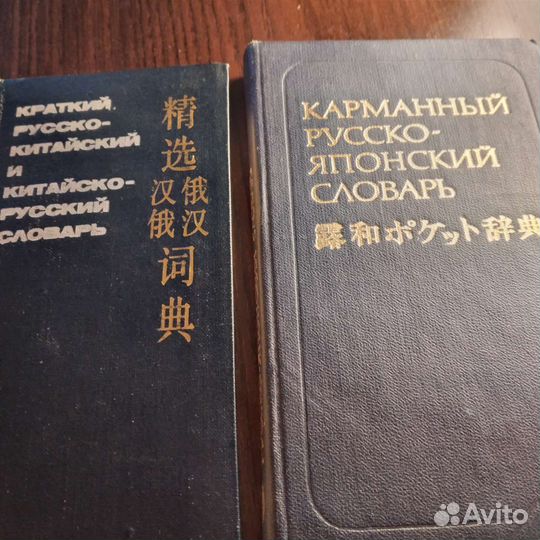 КРАТКИЙ
РУССКО-
КИТАЙСКИЙ
И
КИТАЙСКО-
РУССКИЙ
СЛОВАРЬ
精选
俄汉
汉俄
词典
КАРМАННЫЙ
РУССКО-
ЯПОНСКИЙ
СЛОВАРЬ
露和ポケット辞典
Avito